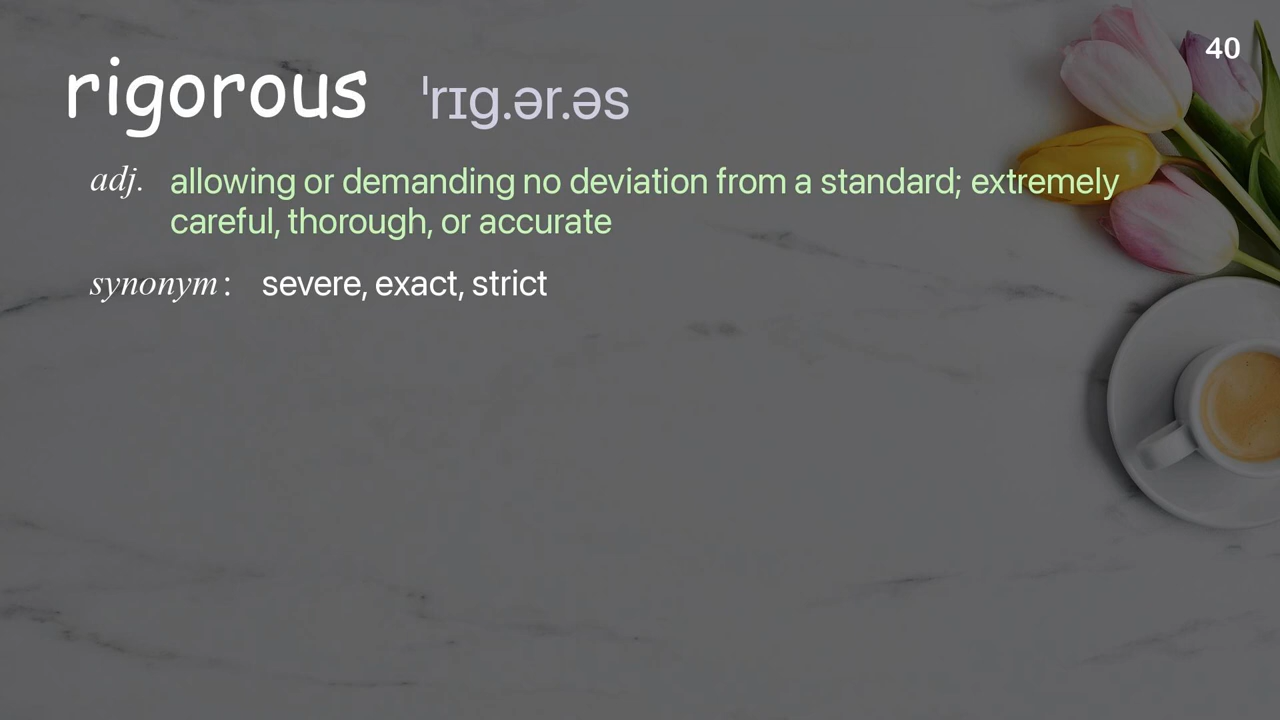 40
rigorous ˈrɪg.ər.əs
adj. allowing or demanding no deviation from a standard; extremely
careful, thorough, or accurate
synonym: severe, exact, strict